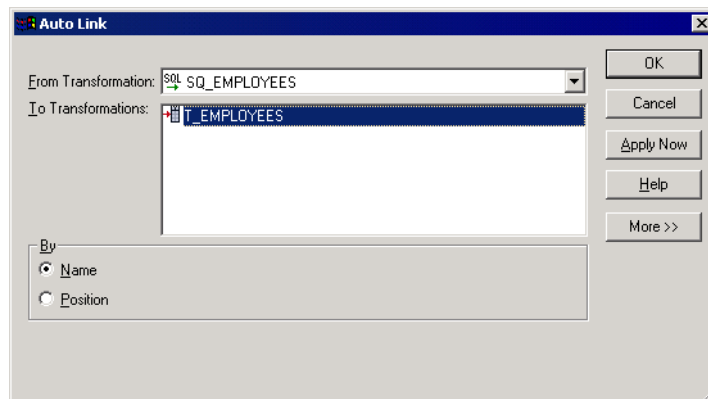 Auto Link
From Transformation: SQL SQ_EMPLOYEES
To Transformations: T_EMPLOYEES
OK
Cancel
Apply Now
Help
More >>
By
Name
Position